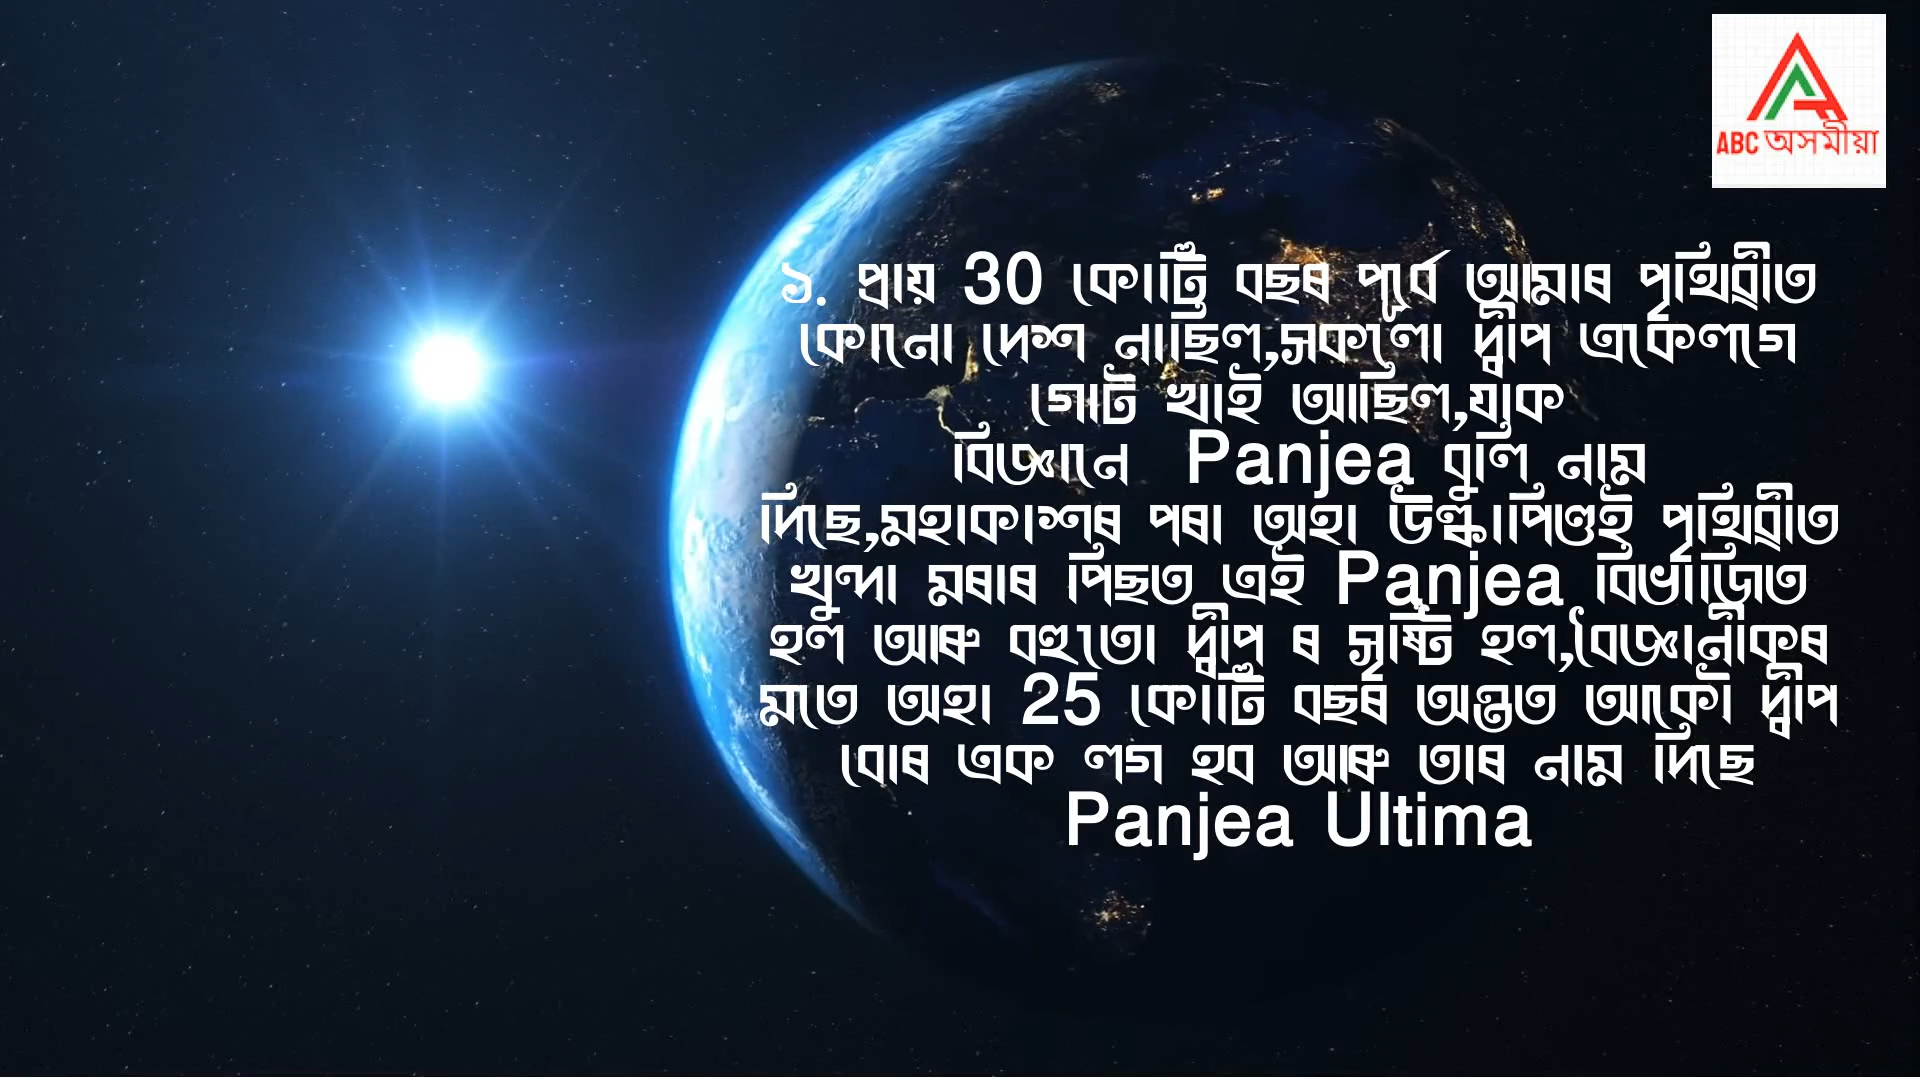 ABC অসমীয়া
১. প্ৰায় 30 কোটি বছৰ পূৰ্বে আমাৰ পৃথিৱীত
কোনো দেশ নাছিল,সকলো দ্বীপ একেলগে
গোট খাই আছিল,যাক
বিজ্ঞানে Panjea বুলি নাম
দিছে,মহাকাশৰ পৰা অহা উল্কাপিণ্ডই পৃথিৱীত
খুন্দা মৰাৰ পিছত এই Panjea বিভাজিত
হল আৰু বহুতো দ্বীপ ৰ সৃষ্টি হল,বৈজ্ঞানীকৰ
মতে অহা 25 কোটি বছৰ অন্তত আকৌ দ্বীপ
বোৰ এক লগ হব আৰু তাৰ নাম দিছে
Panjea Ultima